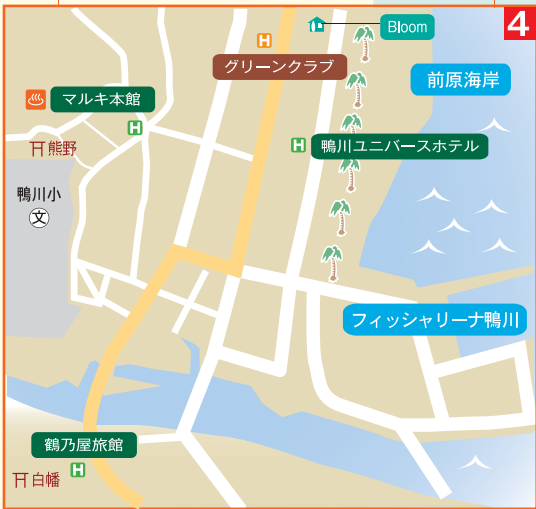 4
Bloom
H
グリーンクラブ
前原海岸
マルキ本館
H
H
鴨川ユニバースホテル
熊野
鴨川小
文
フィッシャリーナ鴨川
鶴乃屋旅館
H
白幡